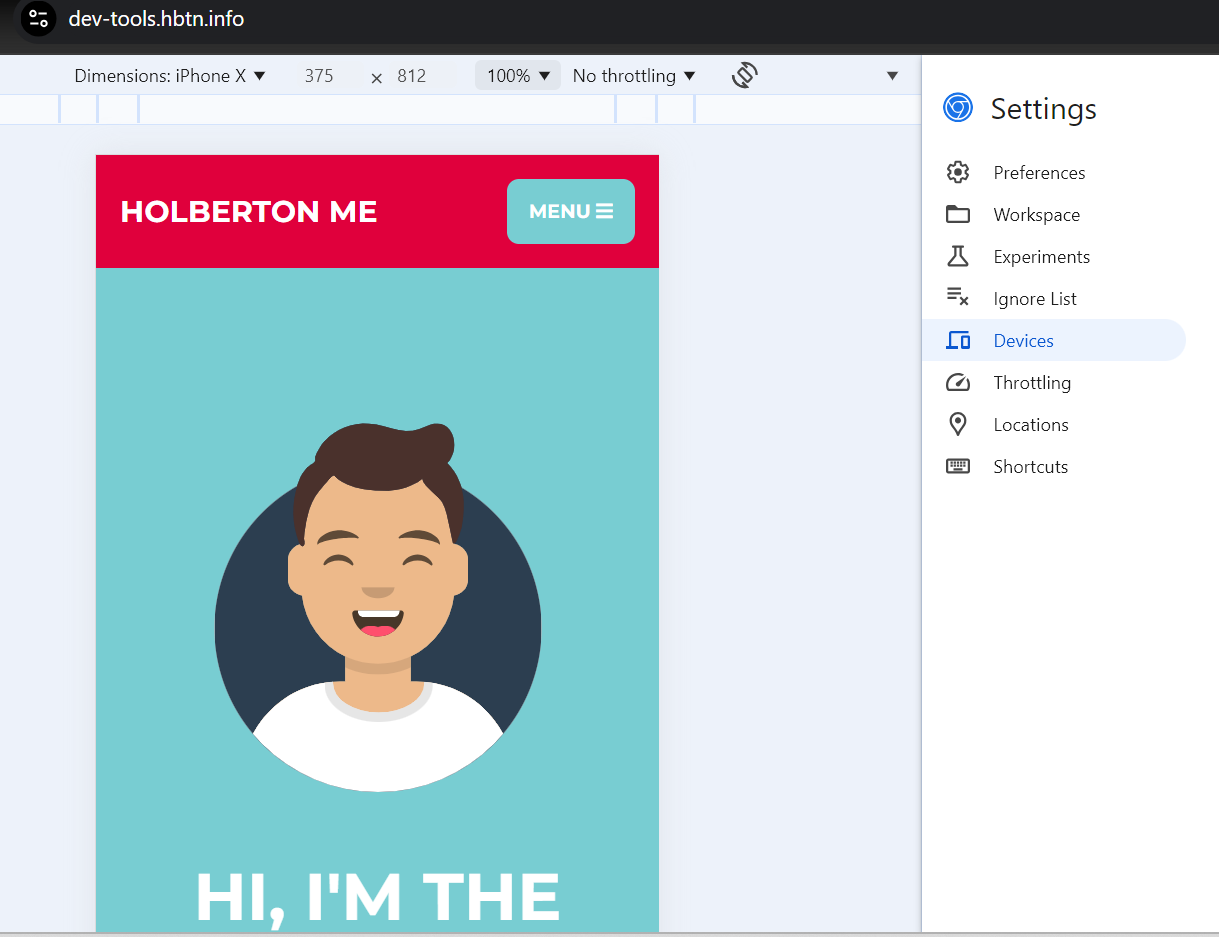 dev-tools.hbtn.info
Dimensions: iPhone X ▼ 375 × 812 100% ▼ No throttling ▼
Settings
Preferences
Workspace
Experiments
Ignore List
Devices
Throttling
Locations
Shortcuts
HOLBERTON ME
MENU
HI, I'M THE